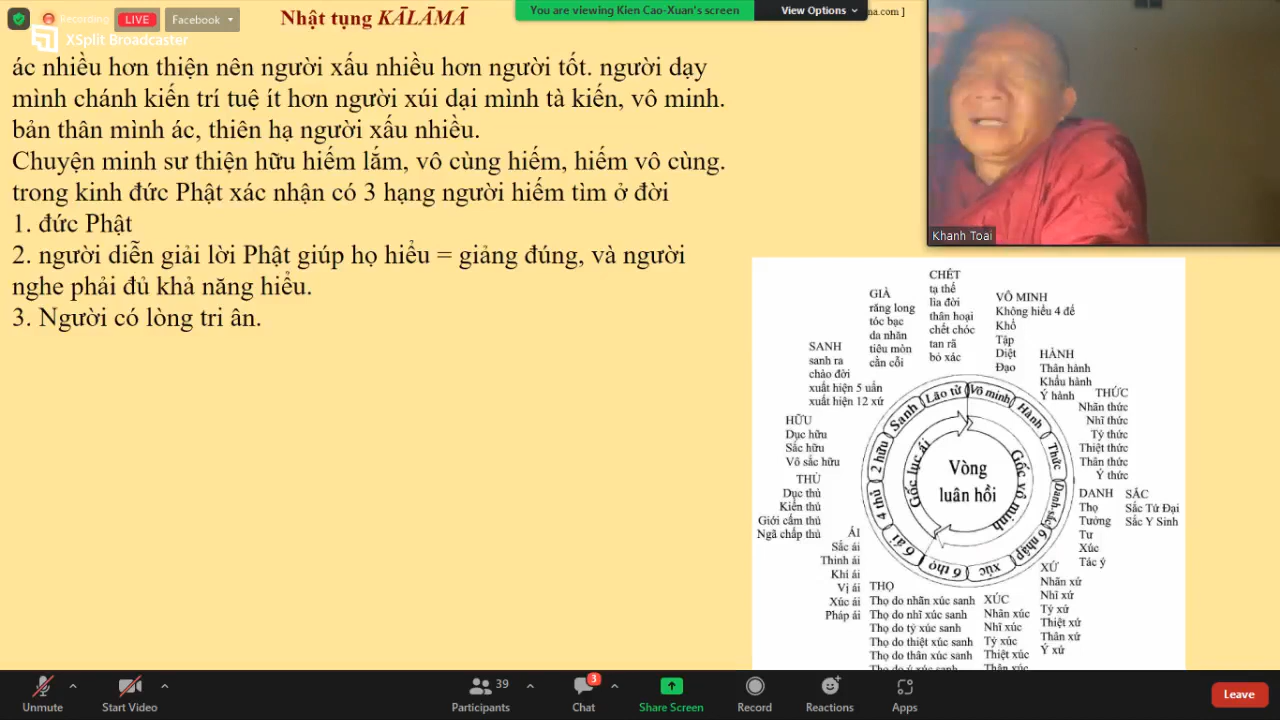 Recording
LIVE
Facebook
XSplit Broadcaster
Nhật tụng KĀLĀMĀ
You are viewing Kien Cao-Xuan's screen
View Options
na.com ]
ác nhiều hơn thiện nên người xấu nhiều hơn người tốt. người dạy
mình chánh kiến trí tuệ ít hơn người xúi dại mình tà kiến, vô minh.
bản thân mình ác, thiên hạ người xấu nhiều.
Chuyện minh sư thiện hữu hiếm lắm, vô cùng hiếm, hiếm vô cùng.
trong kinh đức Phật xác nhận có 3 hạng người hiếm tìm ở đời
1. đức Phật
2. người diễn giải lời Phật giúp họ hiểu = giảng đúng, và người
nghe phải đủ khả năng hiểu.
3. Người có lòng tri ân.
Khanh Toai
CHẾT
tạ thế
lìa đời
thân hoại
chết chóc
tan rã
bỏ xác
GIÀ
răng long
tóc bạc
da nhăn
tiêu mòn
cằn cỗi
VÔ MINH
Không hiểu 4 đế
Khổ
Tập
Diệt
Đạo
SANH
sanh ra
chào đời
xuất hiện 5 uẩn
xuất hiện 12 xứ
HÀNH
Thân hành
Khẩu hành
Ý hành
THỨC
Nhãn thức
Nhĩ thức
Tỷ thức
Thiệt thức
Thân thức
Ý thức
HỮU
Dục hữu
Sắc hữu
Vô sắc hữu
THỦ
Dục thủ
Kiến thủ
Giới cấm thủ
Ngã chấp thủ
DANH
Thọ
Tưởng
Tư
Xúc
Tác ý
SẮC
Sắc Tứ Đại
Sắc Y Sinh
ÁI
Sắc ái
Thinh ái
Khí ái
Vị ái
Xúc ái
Pháp ái
XỨ
Nhãn xứ
Nhĩ xứ
Tỷ xứ
Thiệt xứ
Thân xứ
Ý xứ
THỌ
Thọ do nhãn xúc sanh
Thọ do nhĩ xúc sanh
Thọ do tỷ xúc sanh
Thọ do thiệt xúc sanh
Thọ do thân xúc sanh
Thọ do ý xúc sanh
XÚC
Nhãn xúc
Nhĩ xúc
Tỷ xúc
Thiệt xúc
Thân xúc
Vô minh
Hành
Thức
Danh-sắc
6 nhập
xúc
6 thọ
6 ái
4 thủ
2 hữu
Sanh
Lão tử
Gốc lục ái
Gốc vô minh
Vòng
luân hồi
Unmute
Start Video
39
Participants
3
Chat
Share Screen
Record
Reactions
Apps
Leave